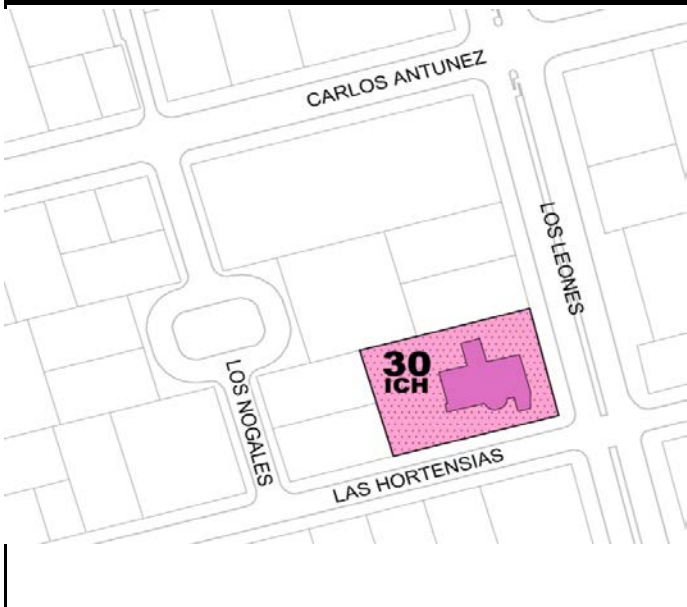 CARLOS ANTUNEZ
LOS LEONES
30
ICH
LOS NOGALES
LAS HORTENSIAS